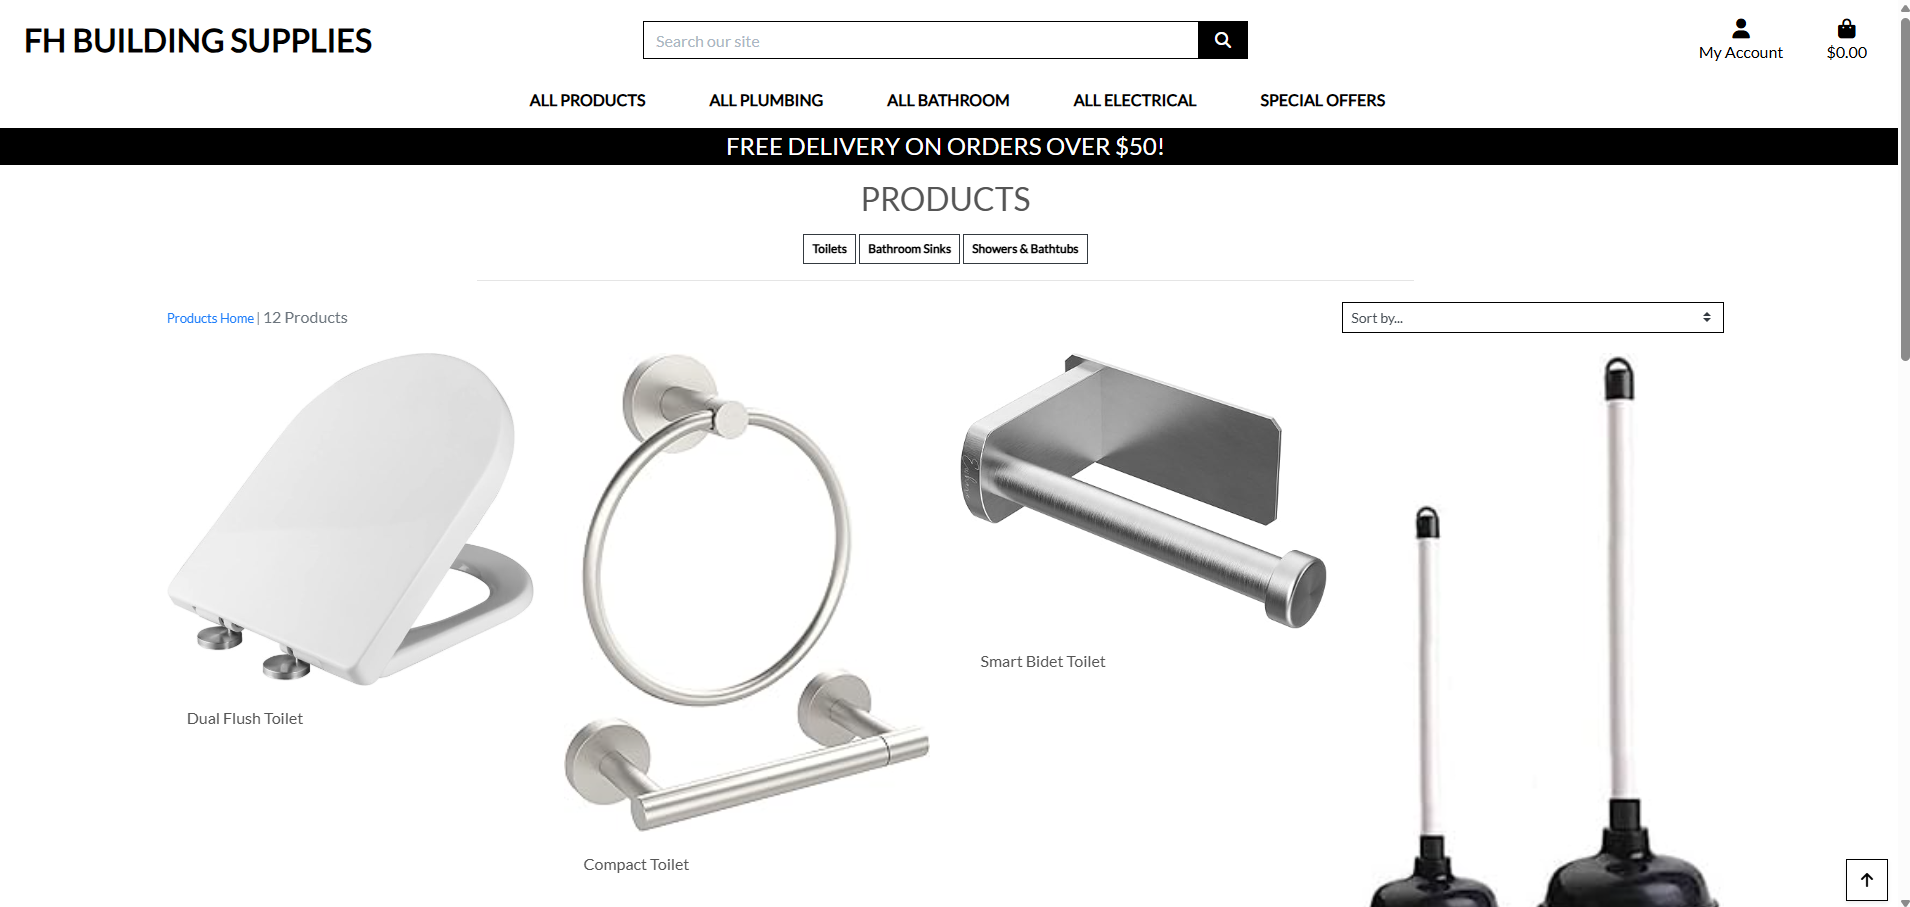 FH BUILDING SUPPLIES
Search our site
My Account
$0.00
ALL PRODUCTS
ALL PLUMBING
ALL BATHROOM
ALL ELECTRICAL
SPECIAL OFFERS
FREE DELIVERY ON ORDERS OVER $50!
PRODUCTS
Toilets
Bathroom Sinks
Showers & Bathtubs
Products Home | 12 Products
Sort by...
Smart Bidet Toilet
Dual Flush Toilet
Compact Toilet